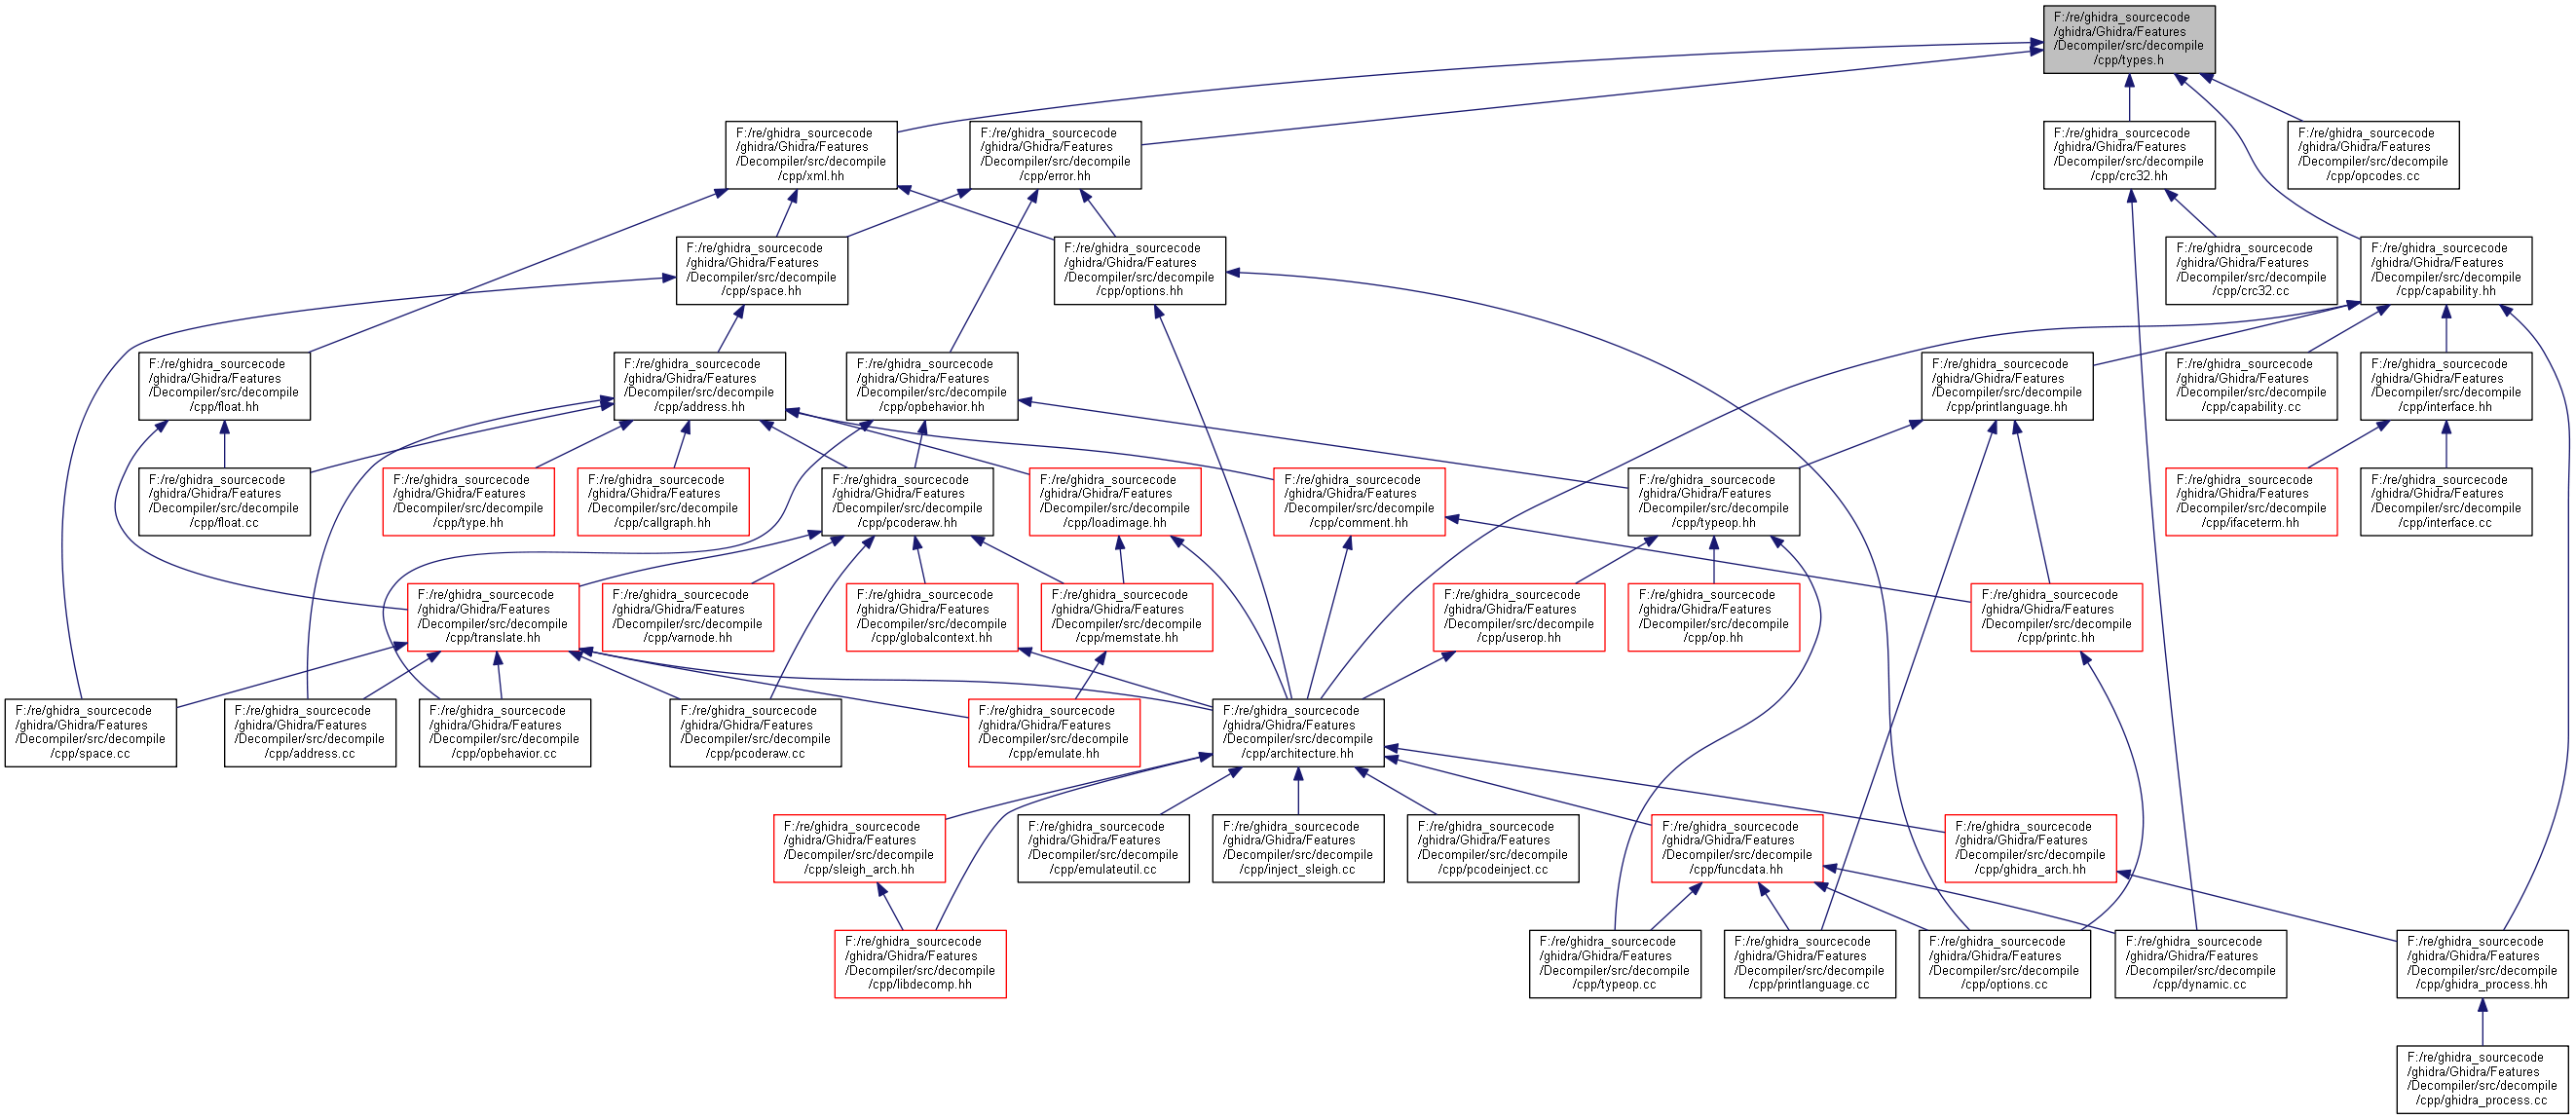 F:/re/ghidra_sourcecode
/ghidra/Ghidra/Features
/Decompiler/src/decompile
/cpp/types.h
F:/re/ghidra_sourcecode
/ghidra/Ghidra/Features
/Decompiler/src/decompile
/cpp/xml.hh
F:/re/ghidra_sourcecode
/ghidra/Ghidra/Features
/Decompiler/src/decompile
/cpp/error.hh
F:/re/ghidra_sourcecode
/ghidra/Ghidra/Features
/Decompiler/src/decompile
/cpp/crc32.hh
F:/re/ghidra_sourcecode
/ghidra/Ghidra/Features
/Decompiler/src/decompile
/cpp/opcodes.cc
F:/re/ghidra_sourcecode
/ghidra/Ghidra/Features
/Decompiler/src/decompile
/cpp/space.hh
F:/re/ghidra_sourcecode
/ghidra/Ghidra/Features
/Decompiler/src/decompile
/cpp/options.hh
F:/re/ghidra_sourcecode
/ghidra/Ghidra/Features
/Decompiler/src/decompile
/cpp/crc32.cc
F:/re/ghidra_sourcecode
/ghidra/Ghidra/Features
/Decompiler/src/decompile
/cpp/capability.hh
F:/re/ghidra_sourcecode
/ghidra/Ghidra/Features
/Decompiler/src/decompile
/cpp/float.hh
F:/re/ghidra_sourcecode
/ghidra/Ghidra/Features
/Decompiler/src/decompile
/cpp/address.hh
F:/re/ghidra_sourcecode
/ghidra/Ghidra/Features
/Decompiler/src/decompile
/cpp/opbehavior.hh
F:/re/ghidra_sourcecode
/ghidra/Ghidra/Features
/Decompiler/src/decompile
/cpp/printlanguage.hh
F:/re/ghidra_sourcecode
/ghidra/Ghidra/Features
/Decompiler/src/decompile
/cpp/capability.cc
F:/re/ghidra_sourcecode
/ghidra/Ghidra/Features
/Decompiler/src/decompile
/cpp/interface.hh
F:/re/ghidra_sourcecode
/ghidra/Ghidra/Features
/Decompiler/src/decompile
/cpp/float.cc
F:/re/ghidra_sourcecode
/ghidra/Ghidra/Features
/Decompiler/src/decompile
/cpp/type.hh
F:/re/ghidra_sourcecode
/ghidra/Ghidra/Features
/Decompiler/src/decompile
/cpp/callgraph.hh
F:/re/ghidra_sourcecode
/ghidra/Ghidra/Features
/Decompiler/src/decompile
/cpp/pcoderaw.hh
F:/re/ghidra_sourcecode
/ghidra/Ghidra/Features
/Decompiler/src/decompile
/cpp/loadimage.hh
F:/re/ghidra_sourcecode
/ghidra/Ghidra/Features
/Decompiler/src/decompile
/cpp/comment.hh
F:/re/ghidra_sourcecode
/ghidra/Ghidra/Features
/Decompiler/src/decompile
/cpp/typeop.hh
F:/re/ghidra_sourcecode
/ghidra/Ghidra/Features
/Decompiler/src/decompile
/cpp/ifaceterm.hh
F:/re/ghidra_sourcecode
/ghidra/Ghidra/Features
/Decompiler/src/decompile
/cpp/interface.cc
F:/re/ghidra_sourcecode
/ghidra/Ghidra/Features
/Decompiler/src/decompile
/cpp/translate.hh
F:/re/ghidra_sourcecode
/ghidra/Ghidra/Features
/Decompiler/src/decompile
/cpp/varnode.hh
F:/re/ghidra_sourcecode
/ghidra/Ghidra/Features
/Decompiler/src/decompile
/cpp/globalcontext.hh
F:/re/ghidra_sourcecode
/ghidra/Ghidra/Features
/Decompiler/src/decompile
/cpp/memstate.hh
F:/re/ghidra_sourcecode
/ghidra/Ghidra/Features
/Decompiler/src/decompile
/cpp/userop.hh
F:/re/ghidra_sourcecode
/ghidra/Ghidra/Features
/Decompiler/src/decompile
/cpp/op.hh
F:/re/ghidra_sourcecode
/ghidra/Ghidra/Features
/Decompiler/src/decompile
/cpp/printc.hh
F:/re/ghidra_sourcecode
/ghidra/Ghidra/Features
/Decompiler/src/decompile
/cpp/space.cc
F:/re/ghidra_sourcecode
/ghidra/Ghidra/Features
/Decompiler/src/decompile
/cpp/address.cc
F:/re/ghidra_sourcecode
/ghidra/Ghidra/Features
/Decompiler/src/decompile
/cpp/opbehavior.cc
F:/re/ghidra_sourcecode
/ghidra/Ghidra/Features
/Decompiler/src/decompile
/cpp/pcoderaw.cc
F:/re/ghidra_sourcecode
/ghidra/Ghidra/Features
/Decompiler/src/decompile
/cpp/emulate.hh
F:/re/ghidra_sourcecode
/ghidra/Ghidra/Features
/Decompiler/src/decompile
/cpp/architecture.hh
F:/re/ghidra_sourcecode
/ghidra/Ghidra/Features
/Decompiler/src/decompile
/cpp/sleigh_arch.hh
F:/re/ghidra_sourcecode
/ghidra/Ghidra/Features
/Decompiler/src/decompile
/cpp/emulateutil.cc
F:/re/ghidra_sourcecode
/ghidra/Ghidra/Features
/Decompiler/src/decompile
/cpp/inject_sleigh.cc
F:/re/ghidra_sourcecode
/ghidra/Ghidra/Features
/Decompiler/src/decompile
/cpp/pcodeinject.cc
F:/re/ghidra_sourcecode
/ghidra/Ghidra/Features
/Decompiler/src/decompile
/cpp/funcdata.hh
F:/re/ghidra_sourcecode
/ghidra/Ghidra/Features
/Decompiler/src/decompile
/cpp/ghidra_arch.hh
F:/re/ghidra_sourcecode
/ghidra/Ghidra/Features
/Decompiler/src/decompile
/cpp/libdecomp.hh
F:/re/ghidra_sourcecode
/ghidra/Ghidra/Features
/Decompiler/src/decompile
/cpp/typeop.cc
F:/re/ghidra_sourcecode
/ghidra/Ghidra/Features
/Decompiler/src/decompile
/cpp/printlanguage.cc
F:/re/ghidra_sourcecode
/ghidra/Ghidra/Features
/Decompiler/src/decompile
/cpp/options.cc
F:/re/ghidra_sourcecode
/ghidra/Ghidra/Features
/Decompiler/src/decompile
/cpp/dynamic.cc
F:/re/ghidra_sourcecode
/ghidra/Ghidra/Features
/Decompiler/src/decompile
/cpp/ghidra_process.hh
F:/re/ghidra_sourcecode
/ghidra/Ghidra/Features
/Decompiler/src/decompile
/cpp/ghidra_process.cc